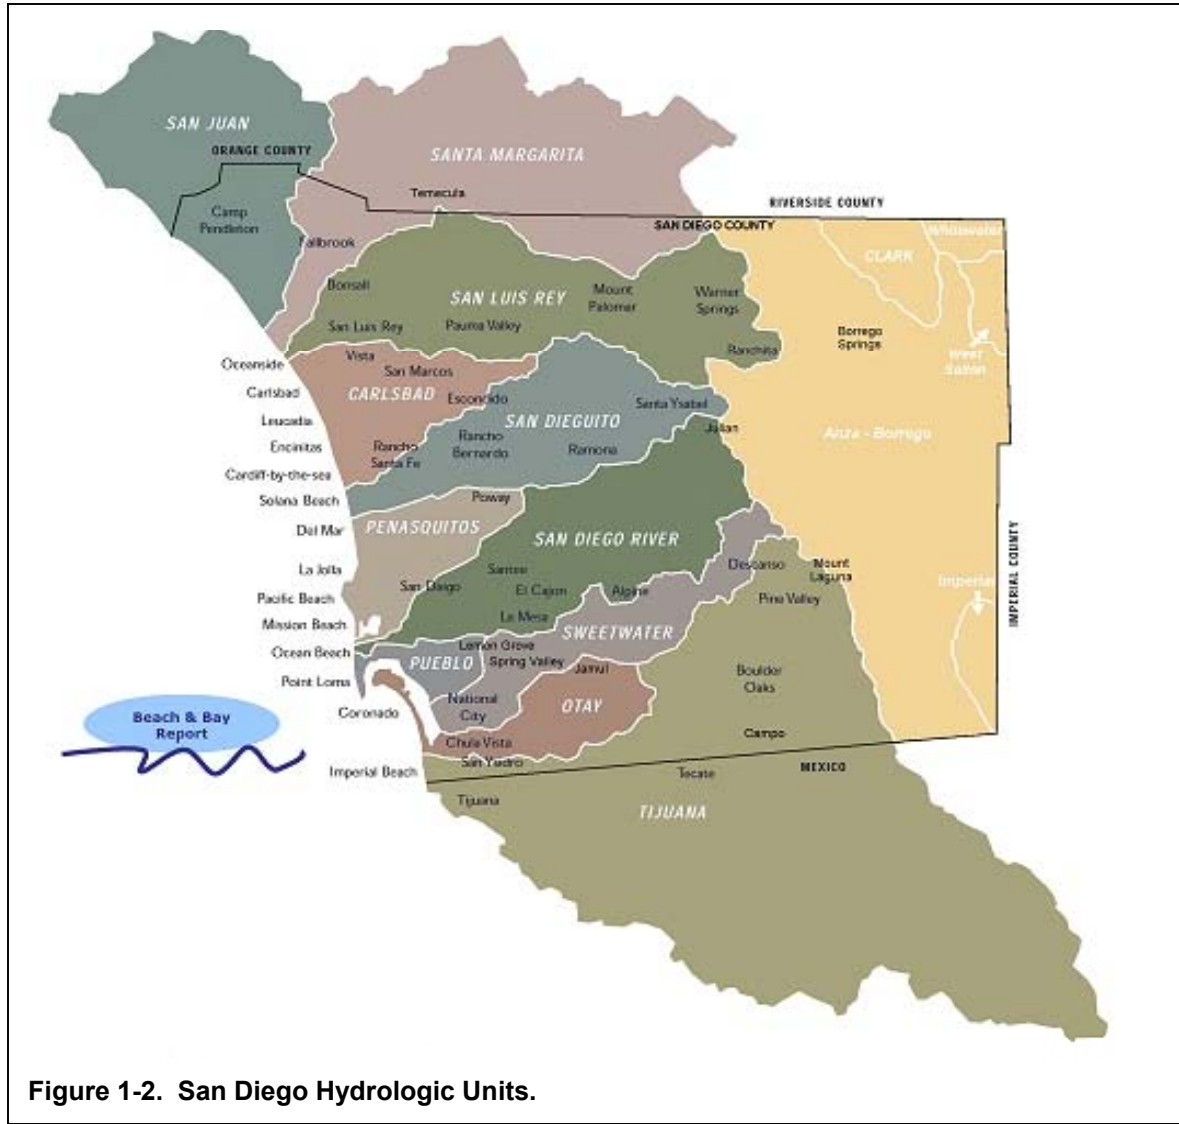 SAN JUAN
ORANGE COUNTY
SANTA MARGARITA
Camp
Pendleton
Temecula
RIVERSIDE COUNTY
SAN DIEGO COUNTY
Fallbrook
Whitewater
CLARK
Bonsall
SAN LUIS REY
Mount
Palomar
Warner
Springs
San Luis Rey
Pauma Valley
Borrego
Springs
Ranchita
West
Salton
Oceanside
Vista
San Marcos
Carlsbad
CARLSBAD
Escondido
Santa Ysabel
Leucadia
SAN DIEGUITO
Julian
Anza - Borrego
Encinitas
Rancho
Santa Fe
Rancho
Bernardo
Ramona
Cardiff-by-the-sea
Solana Beach
Poway
Del Mar
PENASQUITOS
SAN DIEGO RIVER
IMPERIAL COUNTY
La Jolla
Santee
Descanso
Mount
Laguna
San Diego
El Cajon
Alpine
Imperial
Pacific Beach
Pine Valley
Mission Beach
La Mesa
SWEETWATER
Ocean Beach
Lemon Grove
PUEBLO
Spring Valley
Jamul
Boulder
Oaks
Point Loma
National
City
OTAY
Coronado
Beach & Bay
Report
Chula Vista
Campo
San Ysidro
Imperial Beach
MEXICO
Tecate
Tijuana
TIJUANA
Figure 1-2. San Diego Hydrologic Units.